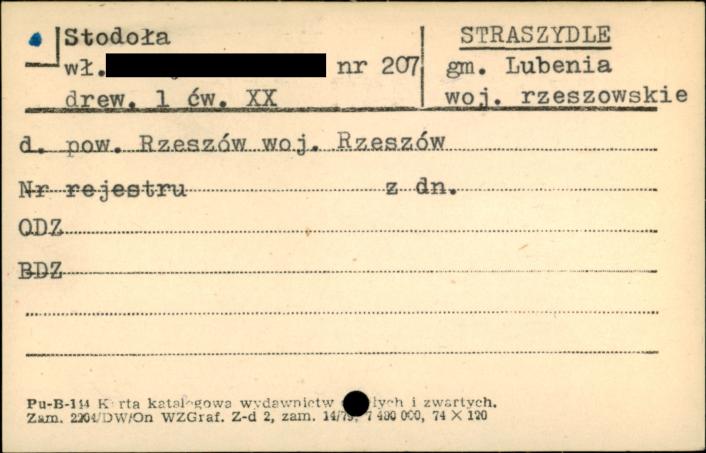 Stodoła
wł. nr 207
drew. 1 ćw. XX
STRASZYDLE
gm. Lubenia
woj. rzeszowskie
d. pow. Rzeszów woj. Rzeszów
Nr rejestru z dn.
ODZ
BDZ
Pu-B-144 Karta katalogowa wydawnictw i zwartych.
Zam. 2204/DW/On WZGraf. Z-d 2, zam. 14/79, 7 400 000, 74 × 120